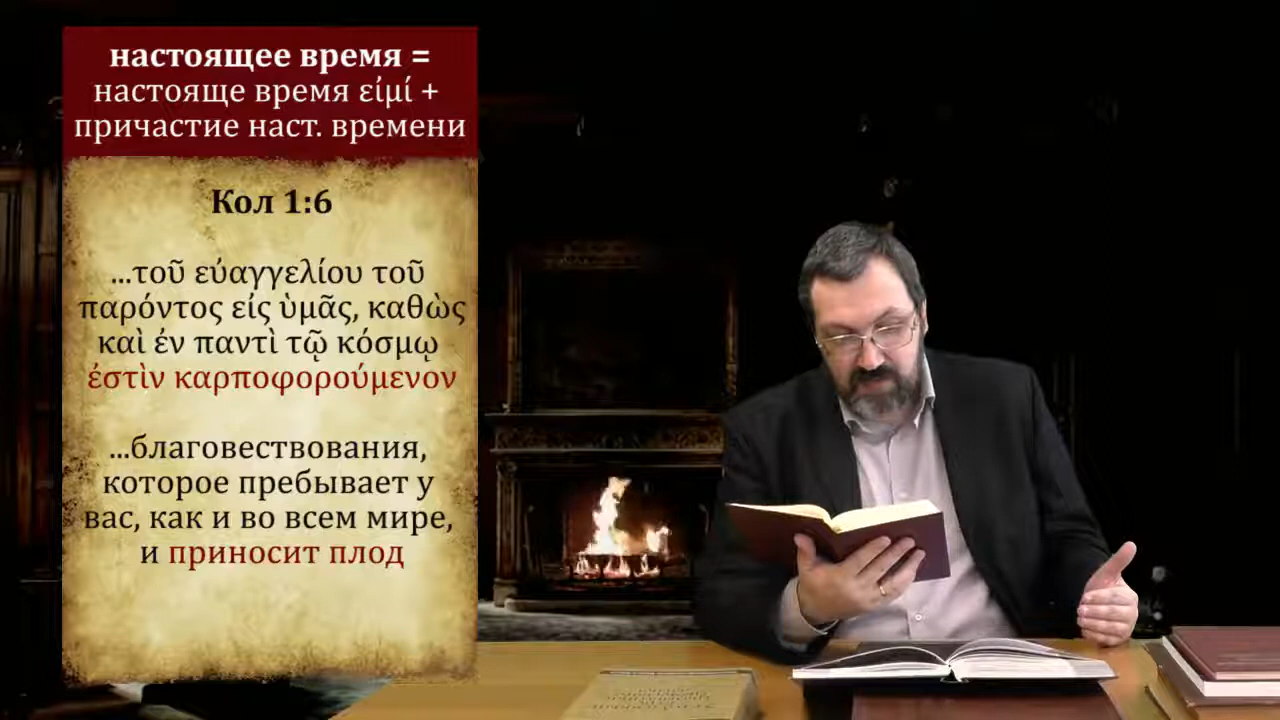 настоящее время =
настояще время εἰμί +
причастие наст. времени
Кол 1:6
...τοῦ εὐαγγελίου τοῦ
παρόντος εἰς ὑμᾶς, καθὼς
καὶ ἐν παντὶ τῷ κόσμῳ
ἐστὶν καρποφορούμενον
...благовествования,
которое пребывает у
вас, как и во всем мире,
и приносит плод